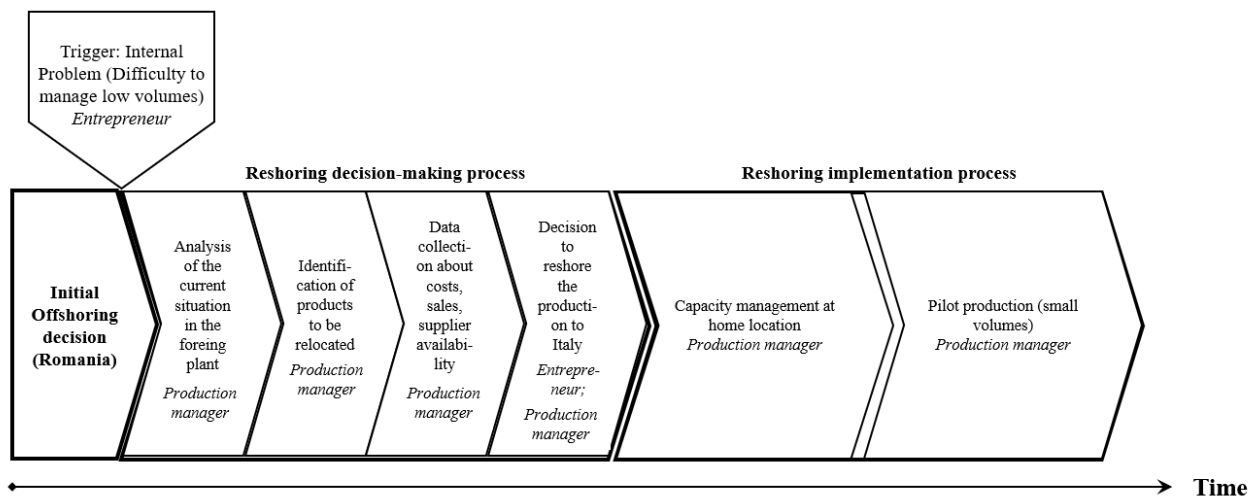 Trigger: Internal
Problem (Difficulty to
manage low volumes)
Entrepreneur
Reshoring decision-making process
Reshoring implementation process
Initial
Offshoring
decision
(Romania)
Analysis
of the
current
situation
in the
foreing
plant
Production
manager
Identifi-
cation of
products
to be
relocated
Production
manager
Data
collecti-
on about
costs,
sales,
supplier
availabi-
lity
Production
manager
Decision
to
reshore
the
producti-
on to
Italy
Entrepre-
neur;
Production
manager
Capacity management at
home location
Production manager
Pilot production (small
volumes)
Production manager
Time